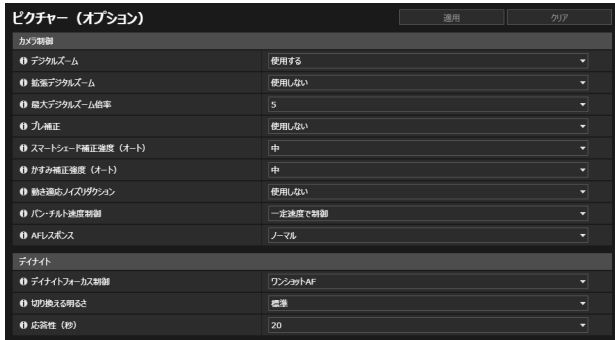 ピクチャー（オプション）
適用
クリア
カメラ制御
デジタルズーム 使用する
拡張デジタルズーム 使用しない
最大デジタルズーム倍率 5
ブレ補正 使用しない
スマートシェード補正強度（オート） 中
かすみ補正強度（オート） 中
動き適応ノイズリダクション 使用しない
パン・チルト速度制御 一定速度で制御
AFレスポンス ノーマル
デイナイト
デイナイトフォーカス制御 ワンショットAF
切り換える明るさ 標準
応答性（秒） 20